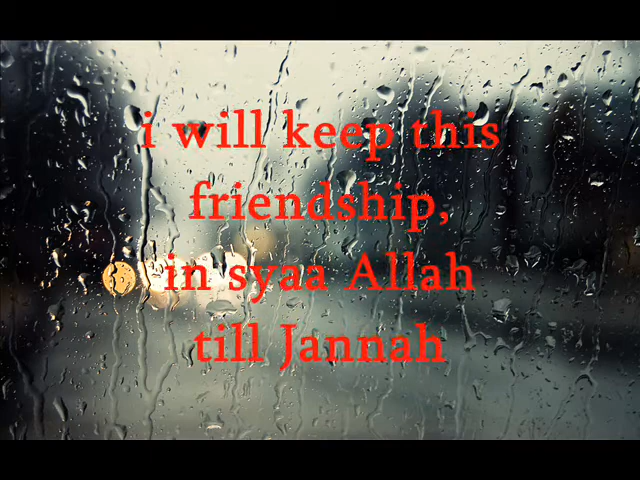 i will keep this
friendship,
in syaa Allah
till Jannah